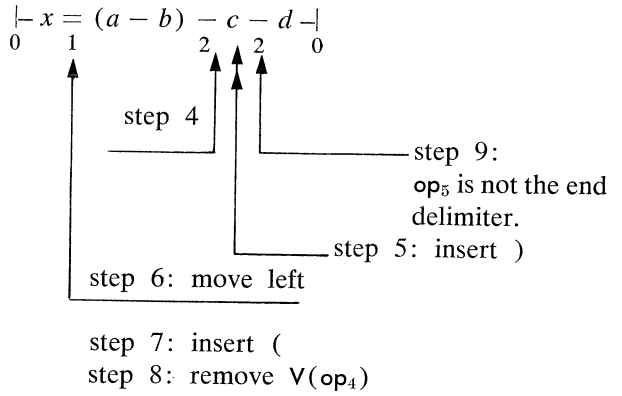 ⊢ x = (a − b) − c − d ⊣
0 1 2 2 0
step 4
step 9:
op₅ is not the end
delimiter.
step 5: insert )
step 6: move left
step 7: insert (
step 8: remove V(op₄)